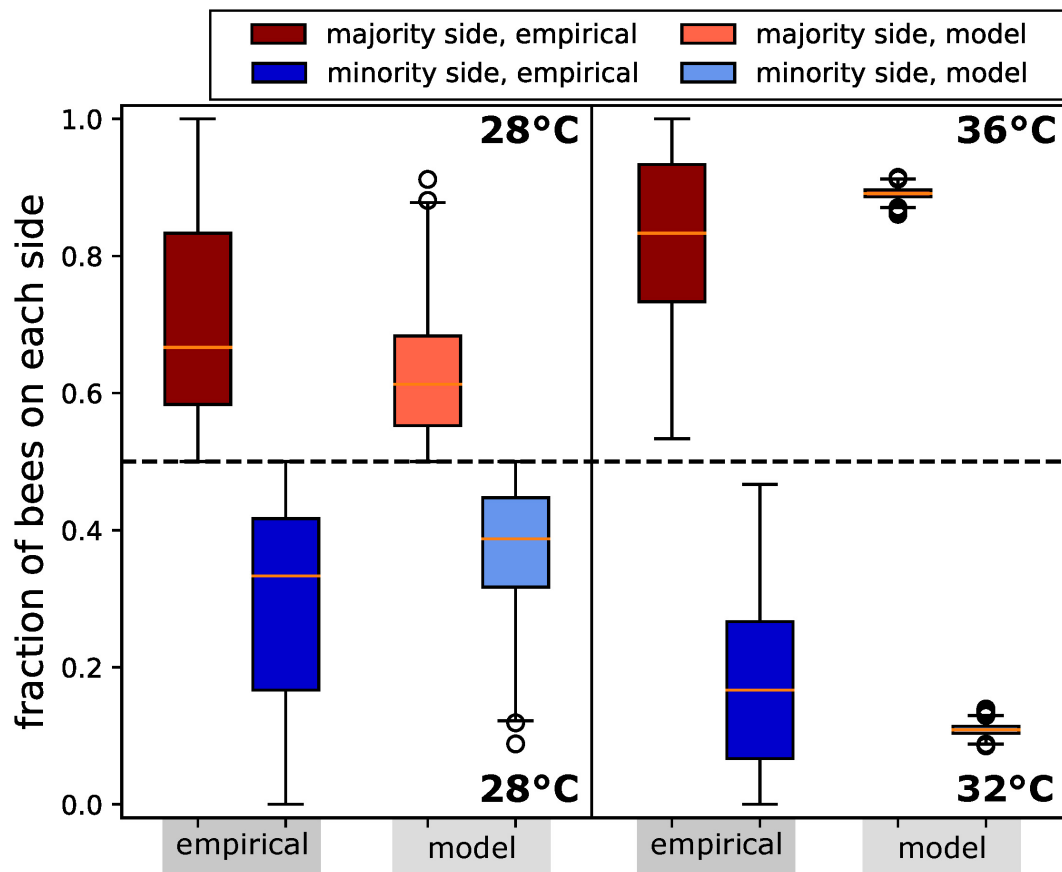 majority side, empirical majority side, model
minority side, empirical minority side, model
fraction of bees on each side
1.0
0.8
0.6
0.4
0.2
0.0
28°C 36°C
28°C 32°C
empirical model empirical model